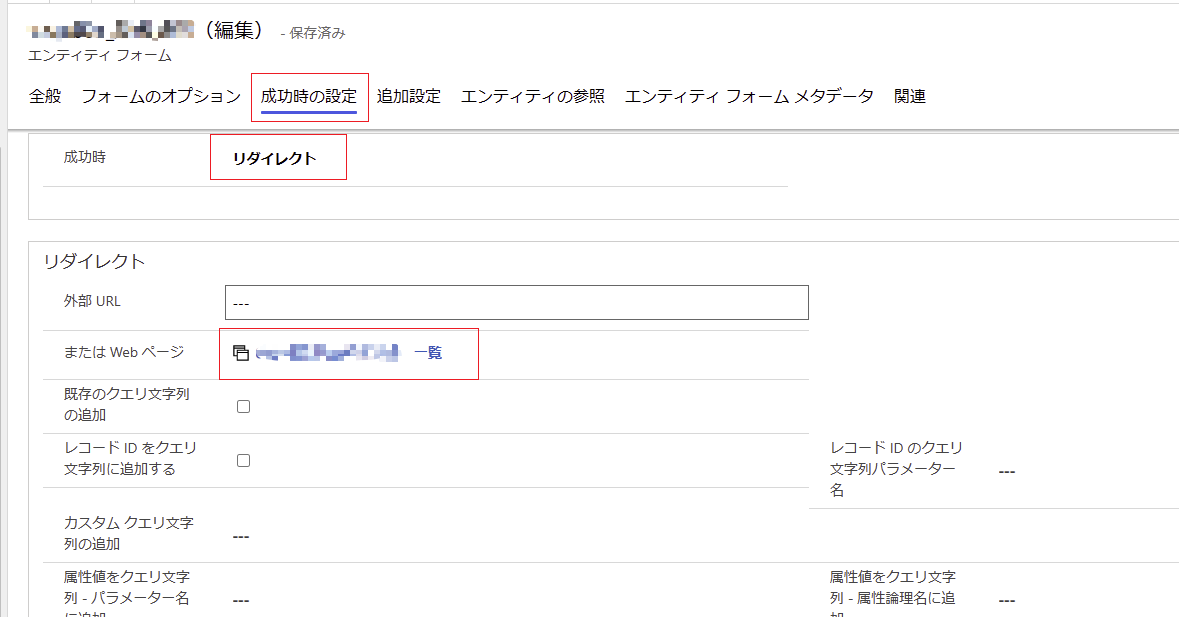 （編集） - 保存済み
エンティティ フォーム
全般 フォームのオプション 成功時の設定 追加設定 エンティティの参照 エンティティ フォーム メタデータ 関連
成功時 リダイレクト
リダイレクト
外部 URL ---
または Web ページ 一覧
既存のクエリ文字列
の追加
レコード ID をクエリ
文字列に追加する
レコード ID のクエリ
文字列パラメーター
名
---
カスタム クエリ文字
列の追加
---
属性値をクエリ文字
列 - パラメーター名
に追加
---
属性値をクエリ文字
列 - 属性論理名に追
加
---